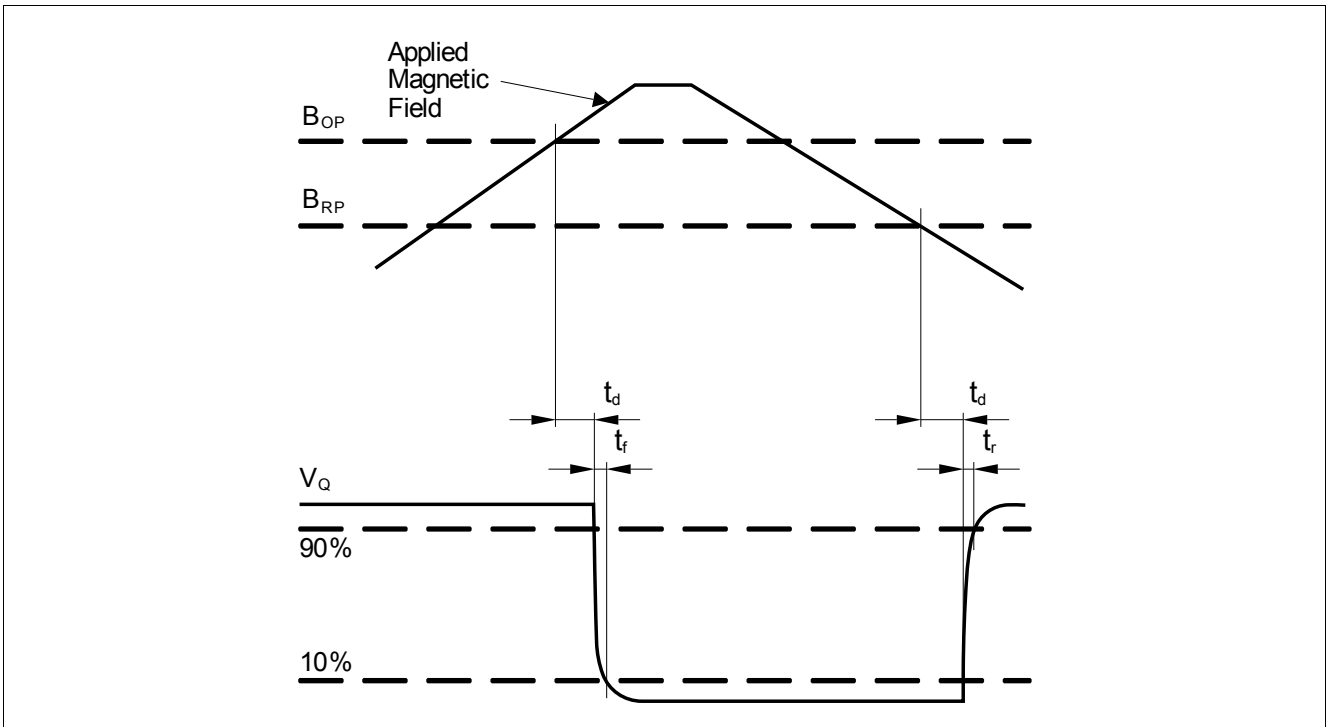 Applied
Magnetic
Field
B_OP
B_RP
t_d
t_d
t_f
t_r
V_Q
90%
10%